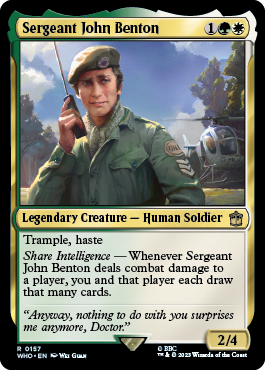 Sergeant John Benton 1
Legendary Creature — Human Soldier
Trample, haste
Share Intelligence — Whenever Sergeant
John Benton deals combat damage to
a player, you and that player each draw
that many cards.
“Anyway, nothing to do with you surprises
me anymore, Doctor.”
2/4
R 0157
WHO • EN Wei Guan
© BBC
™ & © 2023 Wizards of the Coast